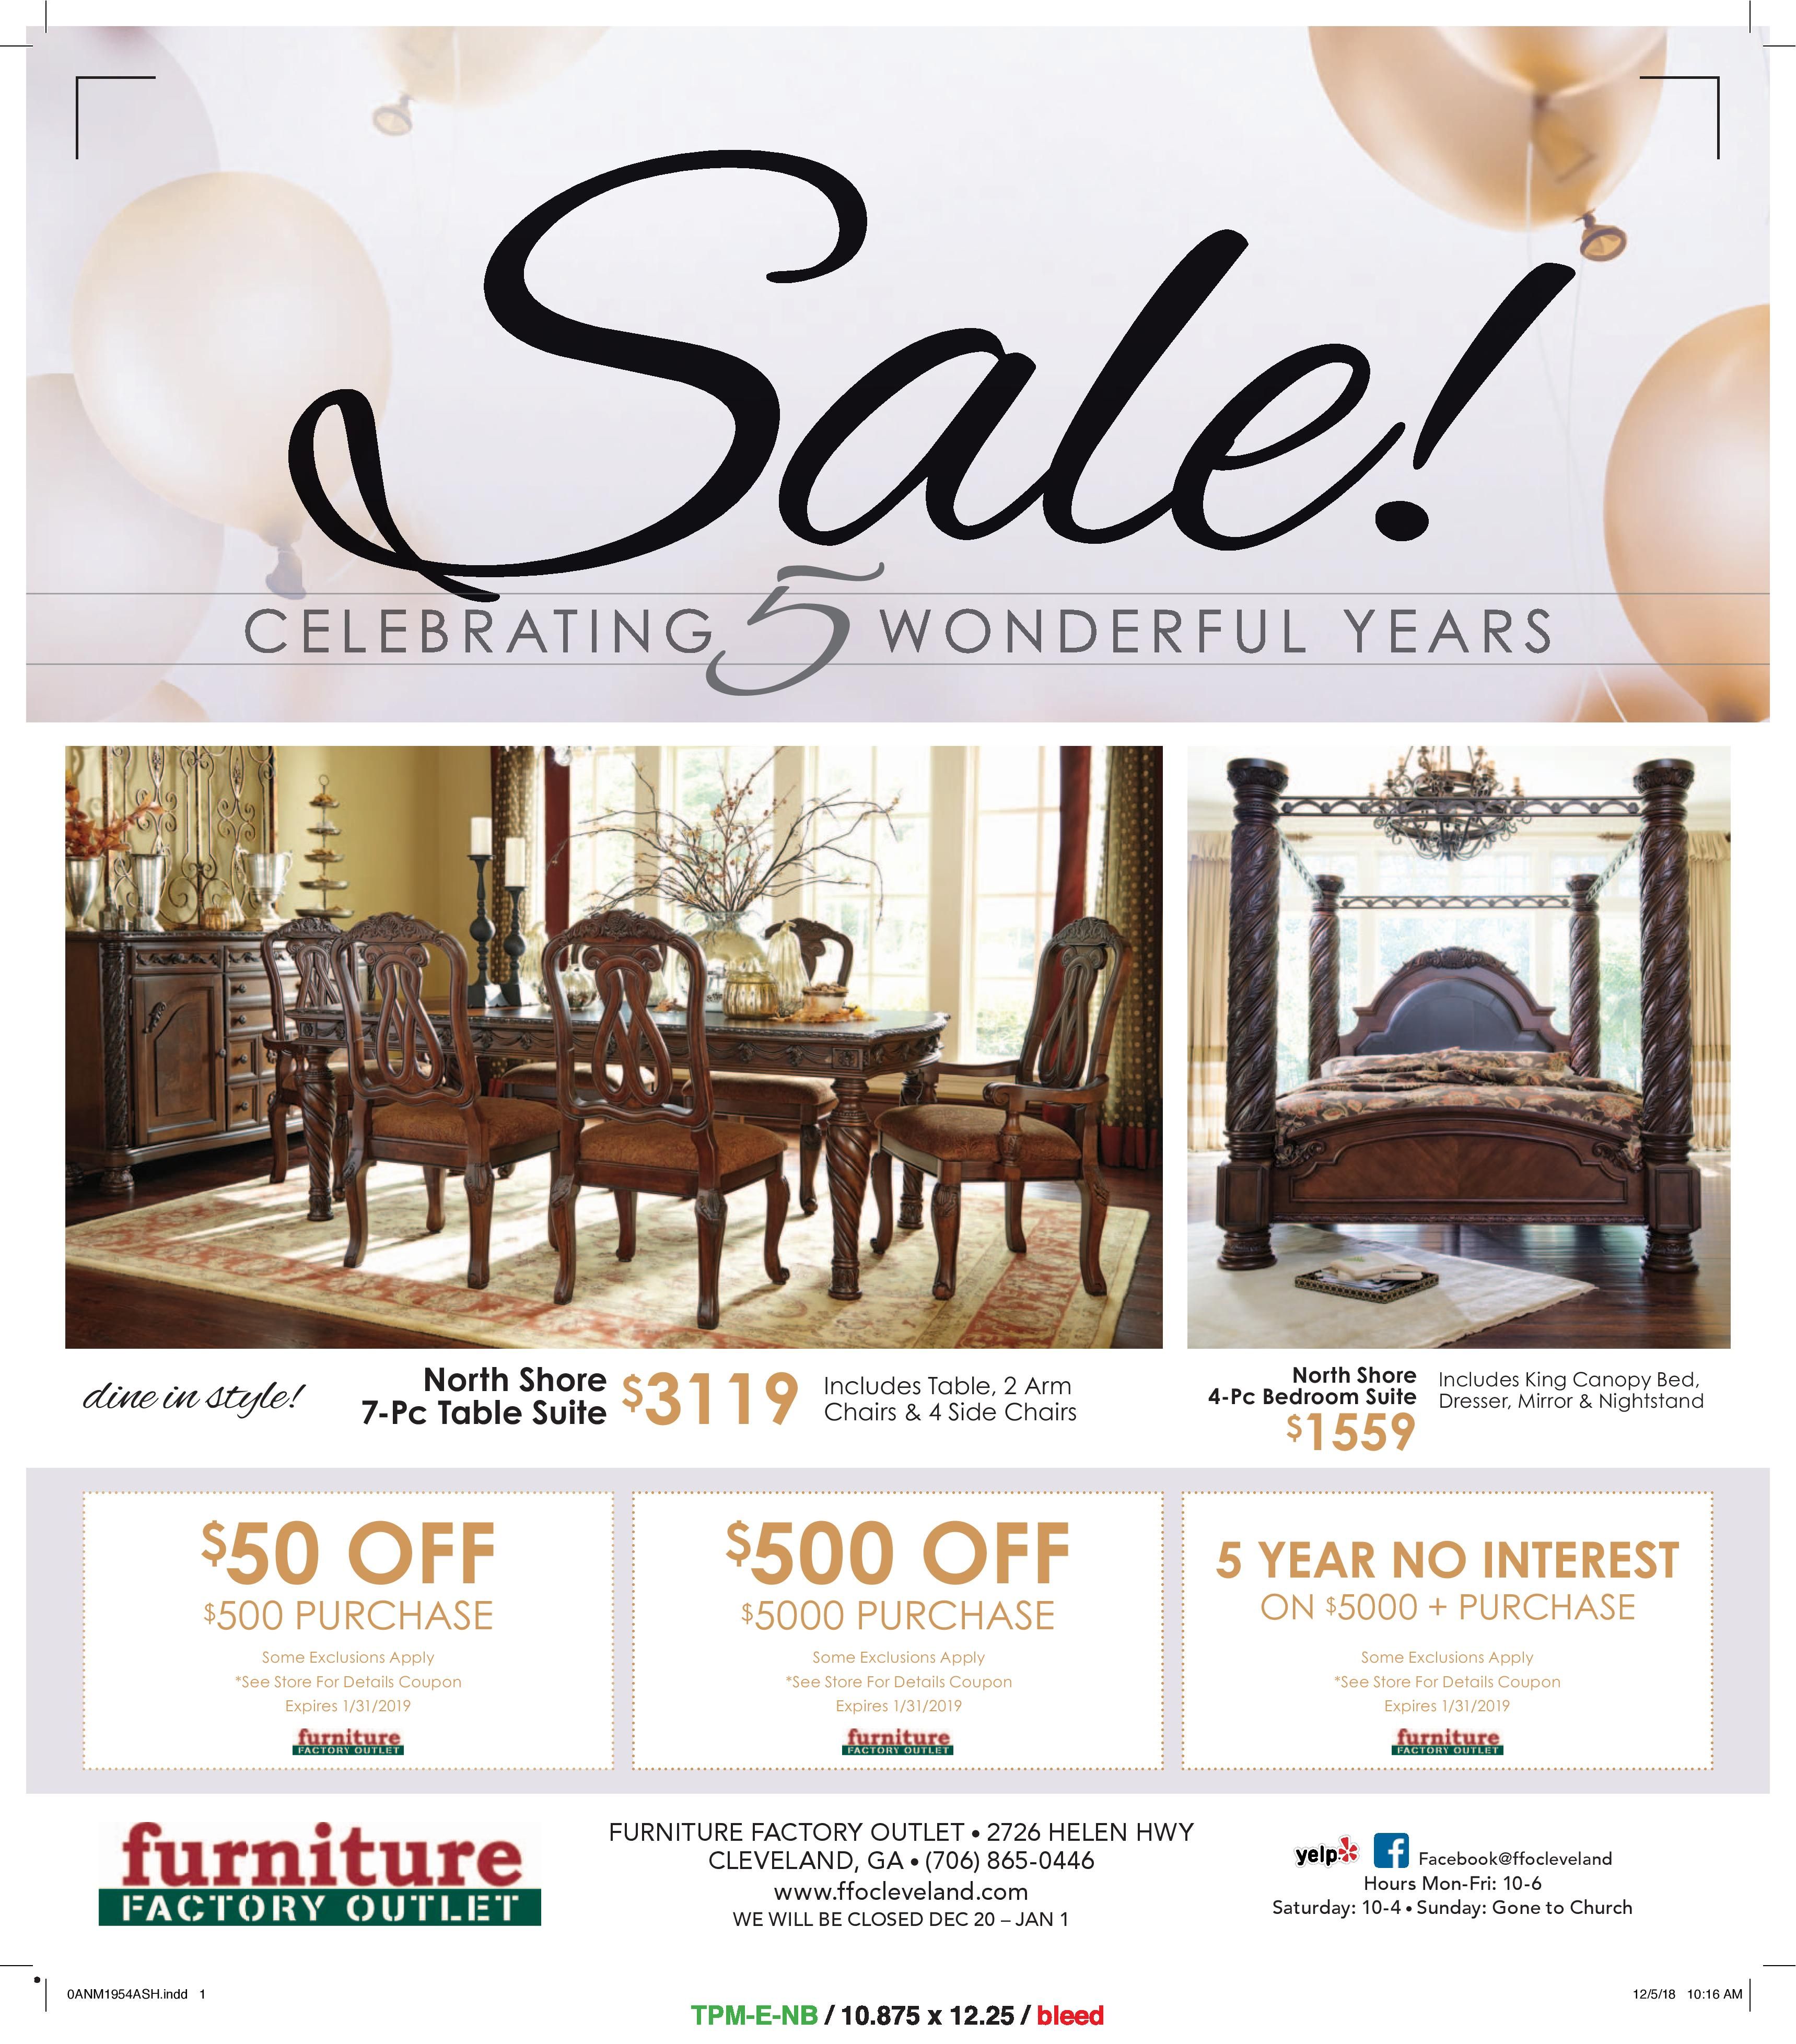 Sale!
CELEBRATING 5 WONDERFUL YEARS
dine in style!
North Shore
7-Pc Table Suite
$3119
Includes Table, 2 Arm
Chairs & 4 Side Chairs
North Shore
4-Pc Bedroom Suite
$1559
Includes King Canopy Bed,
Dresser, Mirror & Nightstand
$50 OFF
$500 PURCHASE
Some Exclusions Apply
*See Store For Details Coupon
Expires 1/31/2019
furniture
FACTORY OUTLET
$500 OFF
$5000 PURCHASE
Some Exclusions Apply
*See Store For Details Coupon
Expires 1/31/2019
furniture
FACTORY OUTLET
5 YEAR NO INTEREST
ON $5000 + PURCHASE
Some Exclusions Apply
*See Store For Details Coupon
Expires 1/31/2019
furniture
FACTORY OUTLET
furniture
FACTORY OUTLET
FURNITURE FACTORY OUTLET • 2726 HELEN HWY
CLEVELAND, GA • (706) 865-0446
www.ffocleveland.com
WE WILL BE CLOSED DEC 20 – JAN 1
yelp f Facebook@ffocleveland
Hours Mon-Fri: 10-6
Saturday: 10-4 • Sunday: Gone to Church
0ANM1954ASH.indd 1
12/5/18 10:16 AM
TPM-E-NB / 10.875 x 12.25 / bleed